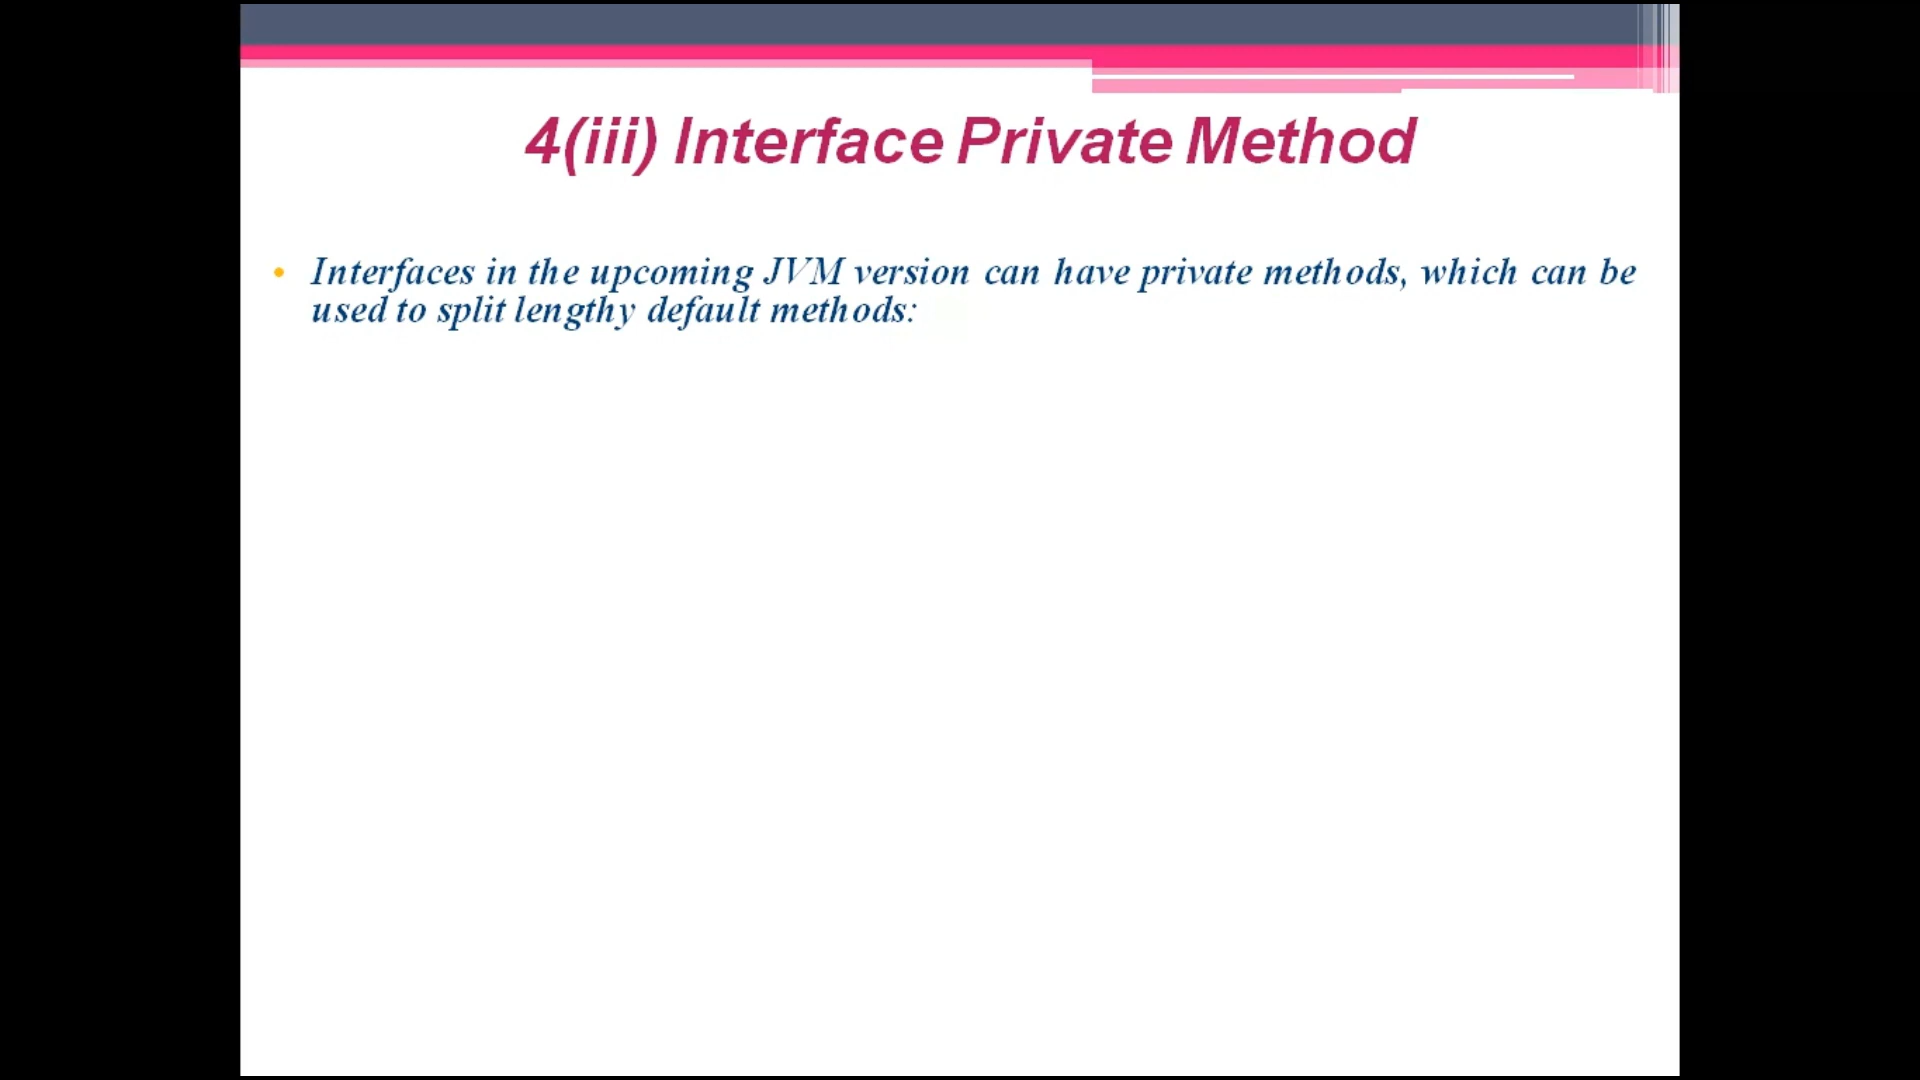 4(iii) Interface Private Method
• Interfaces in the upcoming JVM version can have private methods, which can be
used to split lengthy default methods: